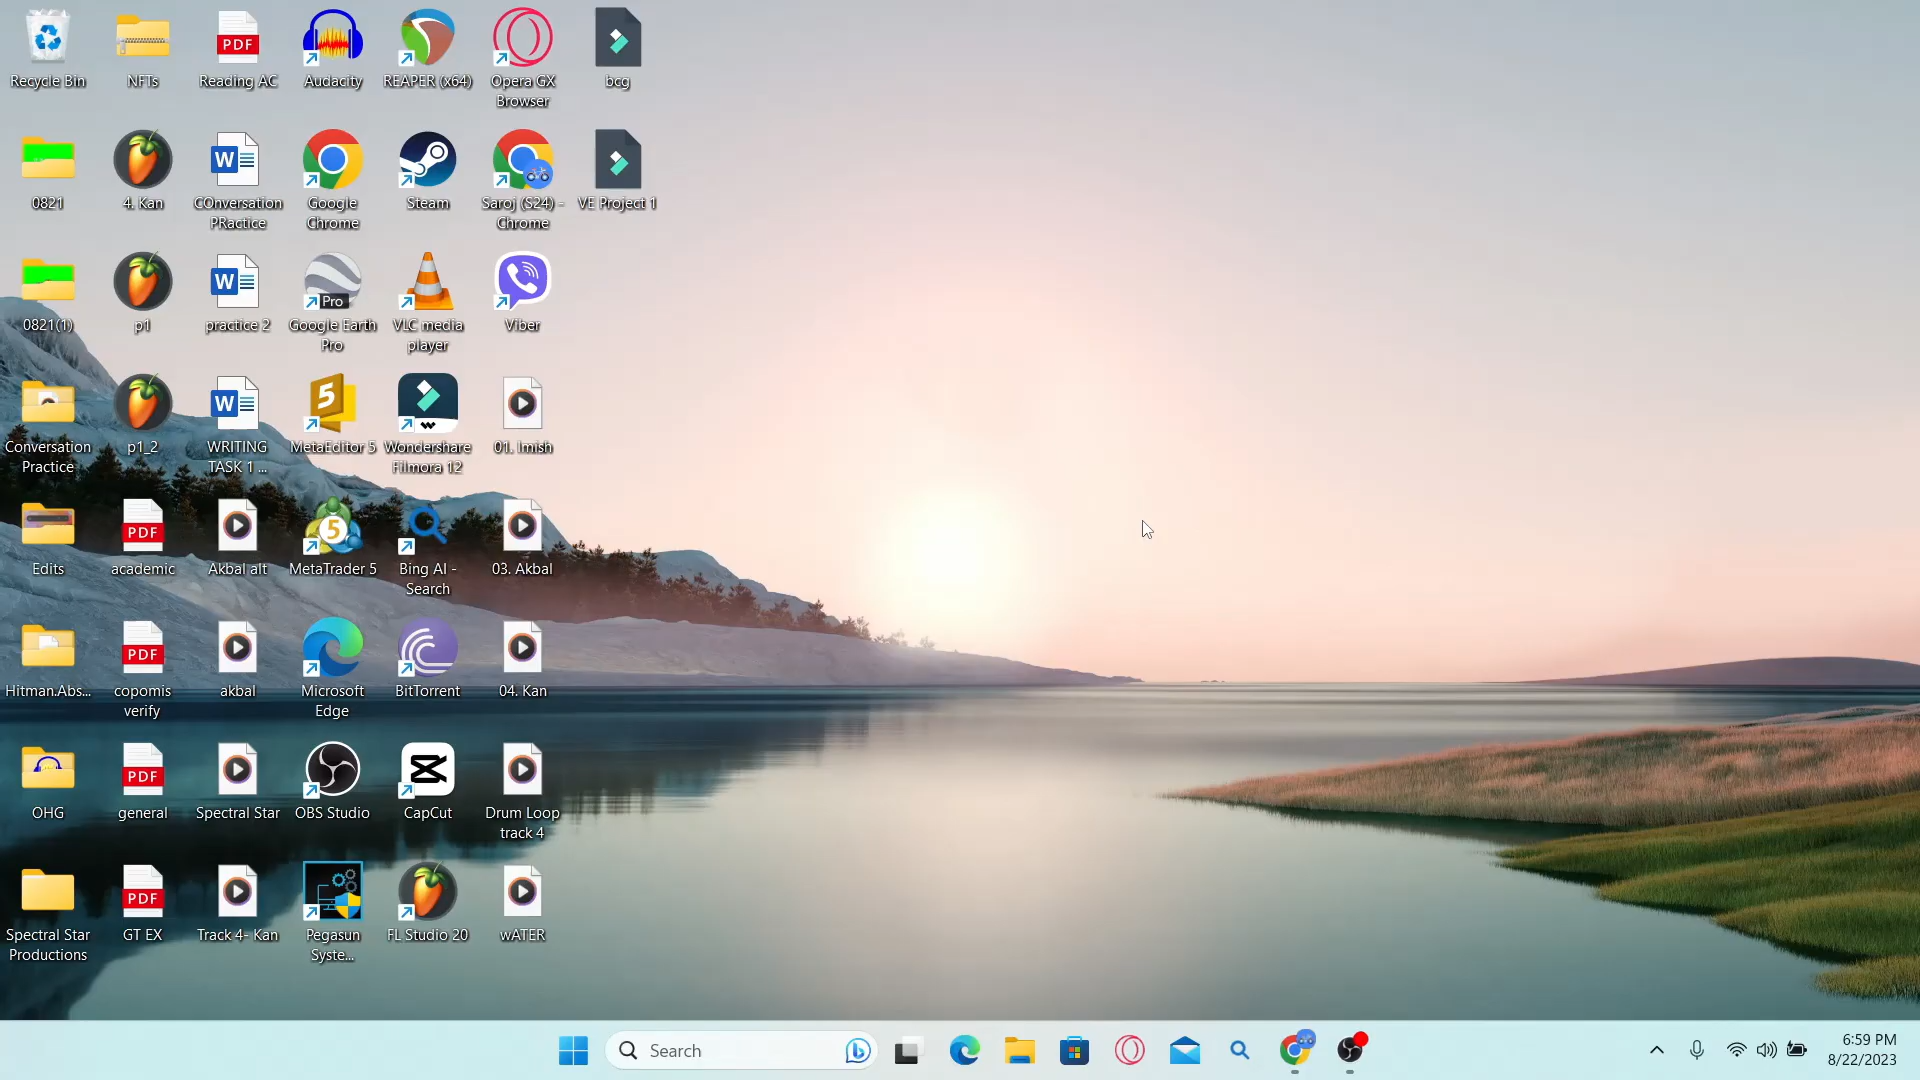 Recycle Bin
NFTs
PDF
Reading AC
Audacity
REAPER (x64)
Opera GX
Browser
bcg
0821
4. Kan
W
COnversation
PRactice
Google
Chrome
Steam
Saroj (S24) -
Chrome
VE Project 1
0821(1)
p1
W
practice 2
Pro
Google Earth
Pro
VLC media
player
Viber
Conversation
Practice
p1_2
W
WRITING
TASK 1 ...
5
MetaEditor 5
Wondershare
Filmora 12
01. Imish
Edits
PDF
academic
Akbal alt
5
MetaTrader 5
Bing AI -
Search
03. Akbal
Hitman.Abs...
PDF
copomis
verify
akbal
Microsoft
Edge
BitTorrent
04. Kan
OHG
PDF
general
Spectral Star
OBS Studio
CapCut
Drum Loop
track 4
Spectral Star
Productions
PDF
GT EX
Track 4- Kan
Pegasun
Syste...
FL Studio 20
wATER
Search
6:59 PM
8/22/2023